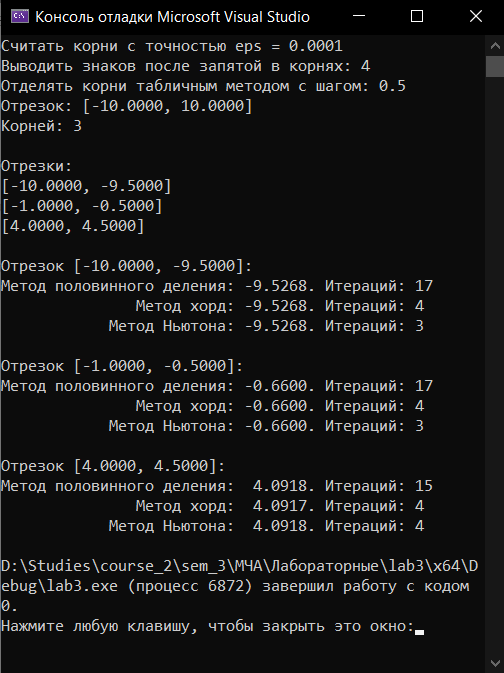 Консоль отладки Microsoft Visual Studio
Считать корни с точностью eps = 0.0001
Выводить знаков после запятой в корнях: 4
Отделять корни табличным методом с шагом: 0.5
Отрезок: [-10.0000, 10.0000]
Корней: 3
Отрезки:
[-10.0000, -9.5000]
[-1.0000, -0.5000]
[4.0000, 4.5000]
Отрезок [-10.0000, -9.5000]:
Метод половинного деления: -9.5268. Итераций: 17
Метод хорд: -9.5268. Итераций: 4
Метод Ньютона: -9.5268. Итераций: 3
Отрезок [-1.0000, -0.5000]:
Метод половинного деления: -0.6600. Итераций: 17
Метод хорд: -0.6600. Итераций: 4
Метод Ньютона: -0.6600. Итераций: 3
Отрезок [4.0000, 4.5000]:
Метод половинного деления:  4.0918. Итераций: 15
Метод хорд:  4.0917. Итераций: 4
Метод Ньютона:  4.0918. Итераций: 4
D:\Studies\course_2\sem_3\МЧА\Лабораторные\lab3\x64\D
ebug\lab3.exe (процесс 6872) завершил работу с кодом
0.
Нажмите любую клавишу, чтобы закрыть это окно: